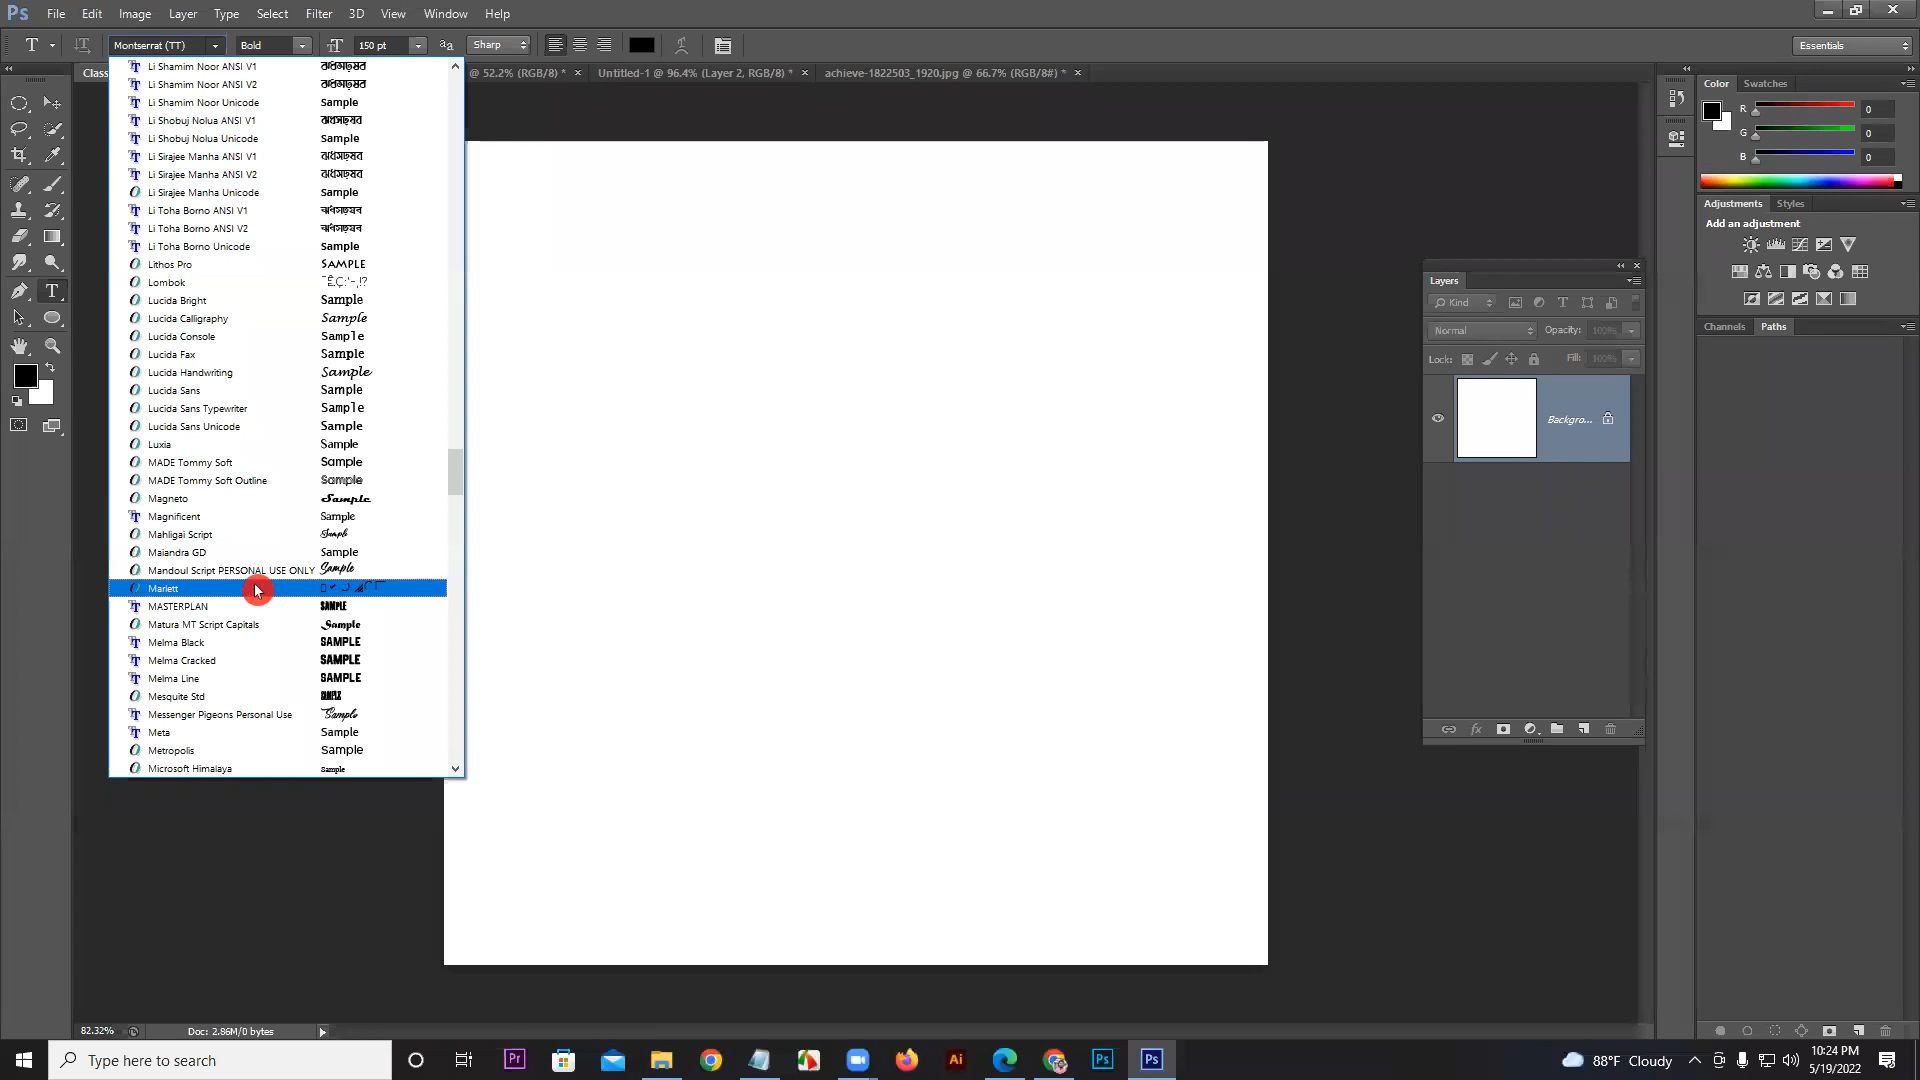 Ps File Edit Image Layer Type Select Filter 3D View Window Help
T Montserrat (TT) Bold 150 pt Sharp Essentials
Class @ 52.2% (RGB/8) * × Untitled-1 @ 96.4% (Layer 2, RGB/8) * × achieve-1822503_1920.jpg @ 66.7% (RGB/8#) * ×
Li Shamim Noor ANSI V1
Li Shamim Noor ANSI V2
Li Shamim Noor Unicode Sample
Li Shobuj Nolua ANSI V1
Li Shobuj Nolua Unicode Sample
Li Sirajee Manha ANSI V1
Li Sirajee Manha ANSI V2
Li Sirajee Manha Unicode Sample
Li Toha Borno ANSI V1
Li Toha Borno ANSI V2
Li Toha Borno Unicode Sample
Lithos Pro SAMPLE
Lombok
Lucida Bright Sample
Lucida Calligraphy Sample
Lucida Console Sample
Lucida Fax Sample
Lucida Handwriting Sample
Lucida Sans Sample
Lucida Sans Typewriter Sample
Lucida Sans Unicode Sample
Luxia Sample
MADE Tommy Soft Sample
MADE Tommy Soft Outline Sample
Magneto Sample
Magnificent Sample
Mahligai Script Sample
Maiandra GD Sample
Mandoul Script PERSONAL USE ONLY Sample
Marlett
MASTERPLAN SAMPLE
Matura MT Script Capitals Sample
Melma Black SAMPLE
Melma Cracked SAMPLE
Melma Line SAMPLE
Mesquite Std SAMPLE
Messenger Pigeons Personal Use Sample
Meta Sample
Metropolis Sample
Microsoft Himalaya Sample
Color Swatches
R 0
G 0
B 0
Adjustments Styles
Add an adjustment
Channels Paths
Layers
Kind
Normal Opacity: 100%
Lock: Fill: 100%
Backgro...
fx
82.32% Doc: 2.86M/0 bytes
Type here to search
Pr Ai Ps Ps
88°F Cloudy
10:24 PM
5/19/2022